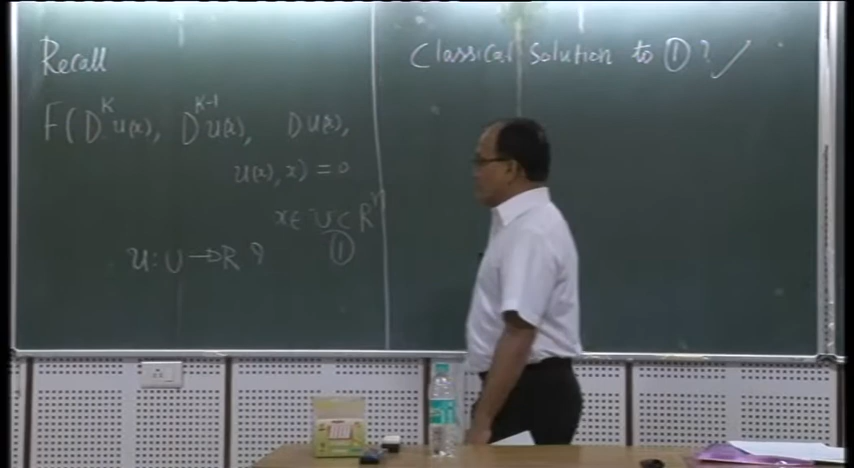 Recall
F(D^K u(x), D^{K-1} u(x), Du(x),
u(x), x) = 0
x ∈ U ⊂ R^n
①
u: U → R ?
Classical Solution to ① ?